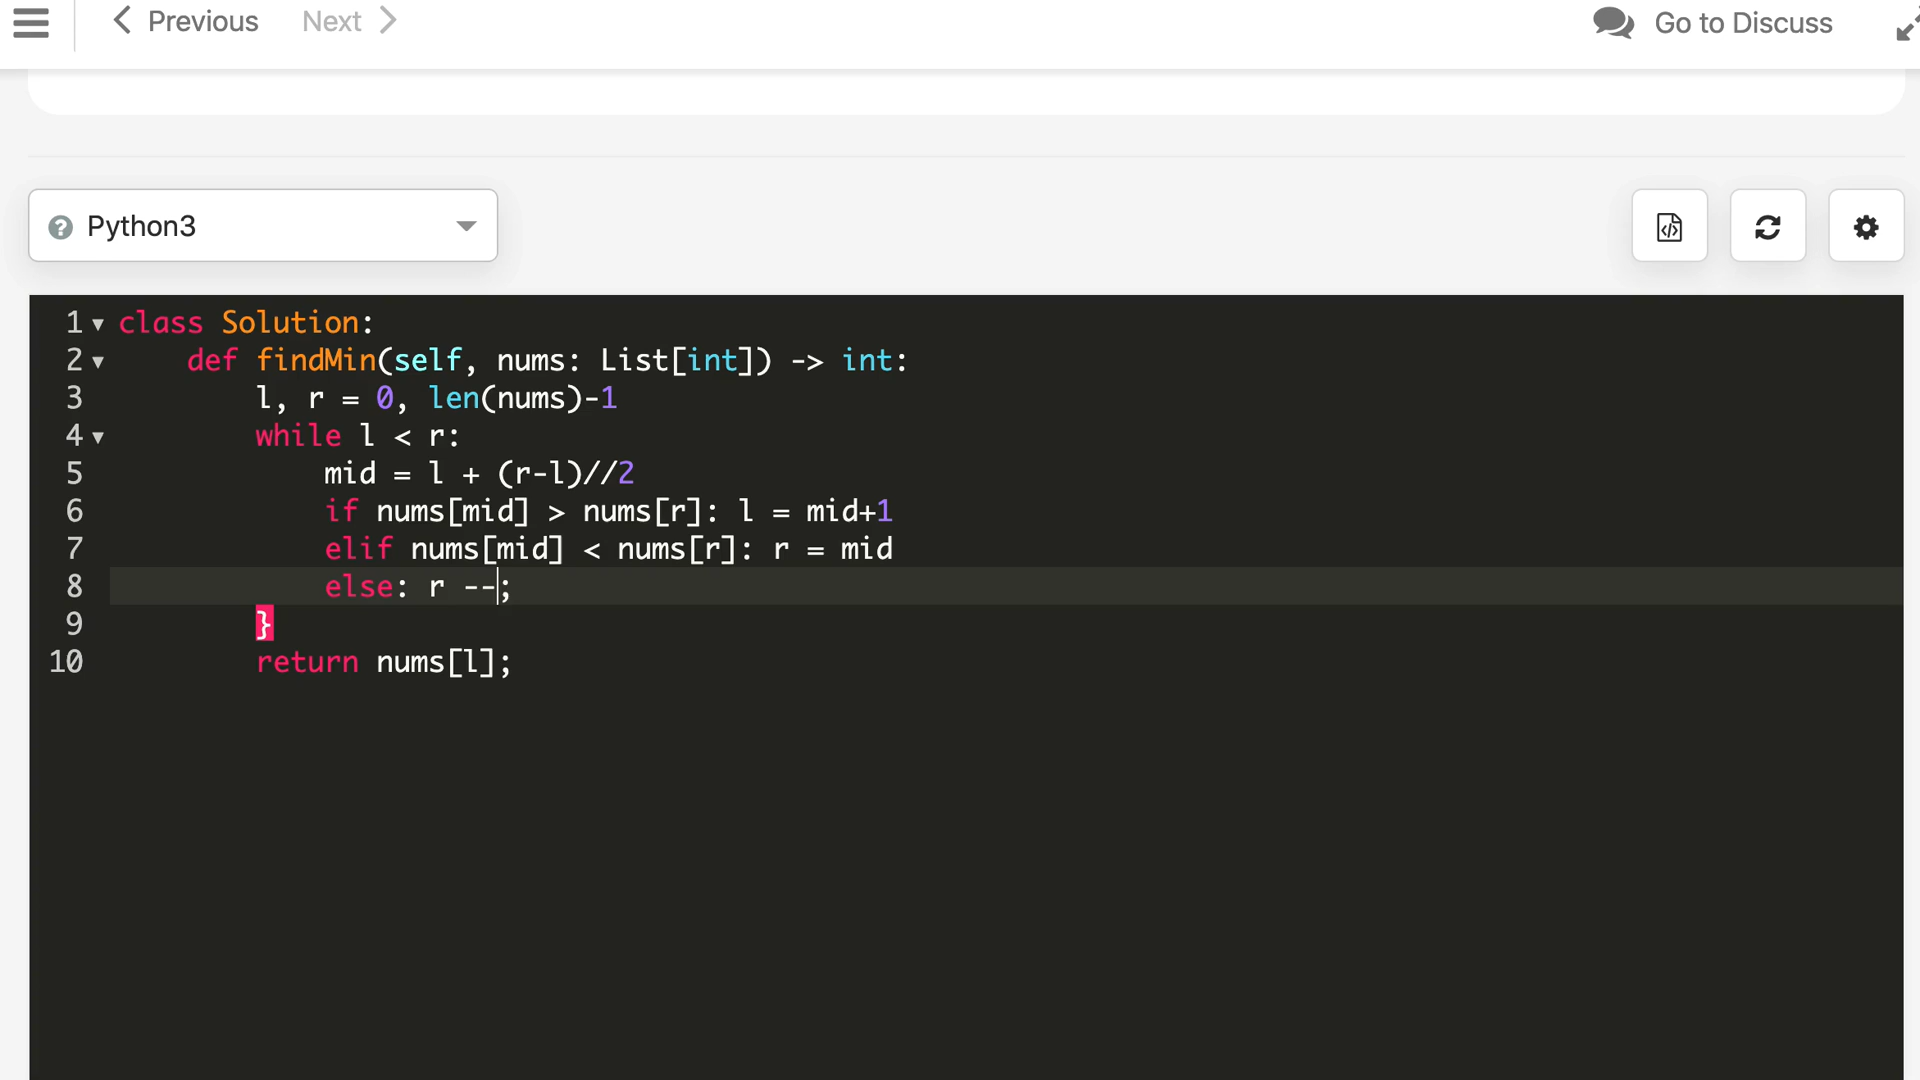 Previous Next Go to Discuss
Python3
1 class Solution:
2     def findMin(self, nums: List[int]) -> int:
3         l, r = 0, len(nums)-1
4         while l < r:
5             mid = l + (r-l)//2
6             if nums[mid] > nums[r]: l = mid+1
7             elif nums[mid] < nums[r]: r = mid
8             else: r --;
9         }
10         return nums[l];